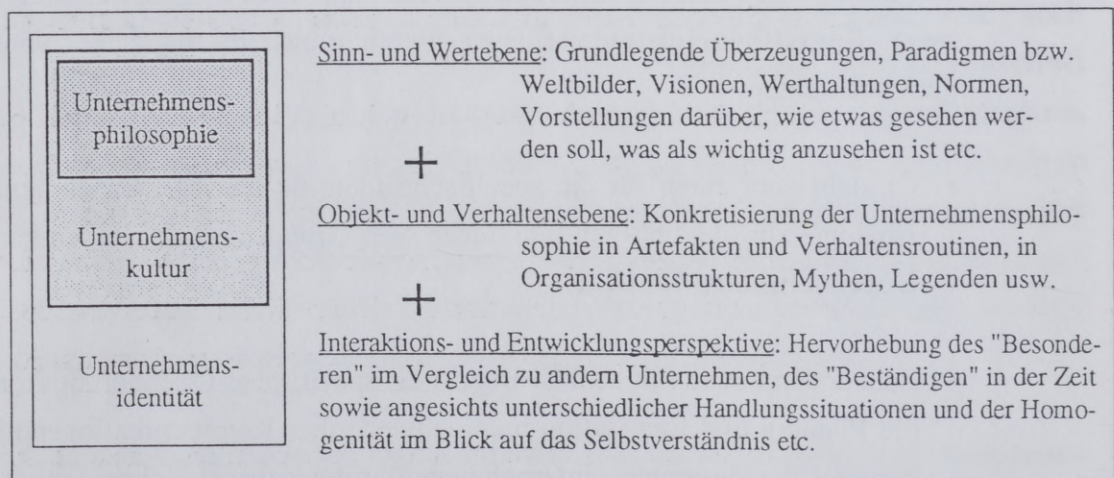 Unternehmens-
philosophie
Unternehmens-
kultur
Unternehmens-
identität
Sinn- und Wertebene: Grundlegende Überzeugungen, Paradigmen bzw.
Weltbilder, Visionen, Werthaltungen, Normen,
Vorstellungen darüber, wie etwas gesehen wer-
den soll, was als wichtig anzusehen ist etc.
+
Objekt- und Verhaltensebene: Konkretisierung der Unternehmensphilo-
sophie in Artefakten und Verhaltensroutinen, in
Organisationsstrukturen, Mythen, Legenden usw.
+
Interaktions- und Entwicklungsperspektive: Hervorhebung des "Besonde-
ren" im Vergleich zu andern Unternehmen, des "Beständigen" in der Zeit
sowie angesichts unterschiedlicher Handlungssituationen und der Homo-
genität im Blick auf das Selbstverständnis etc.